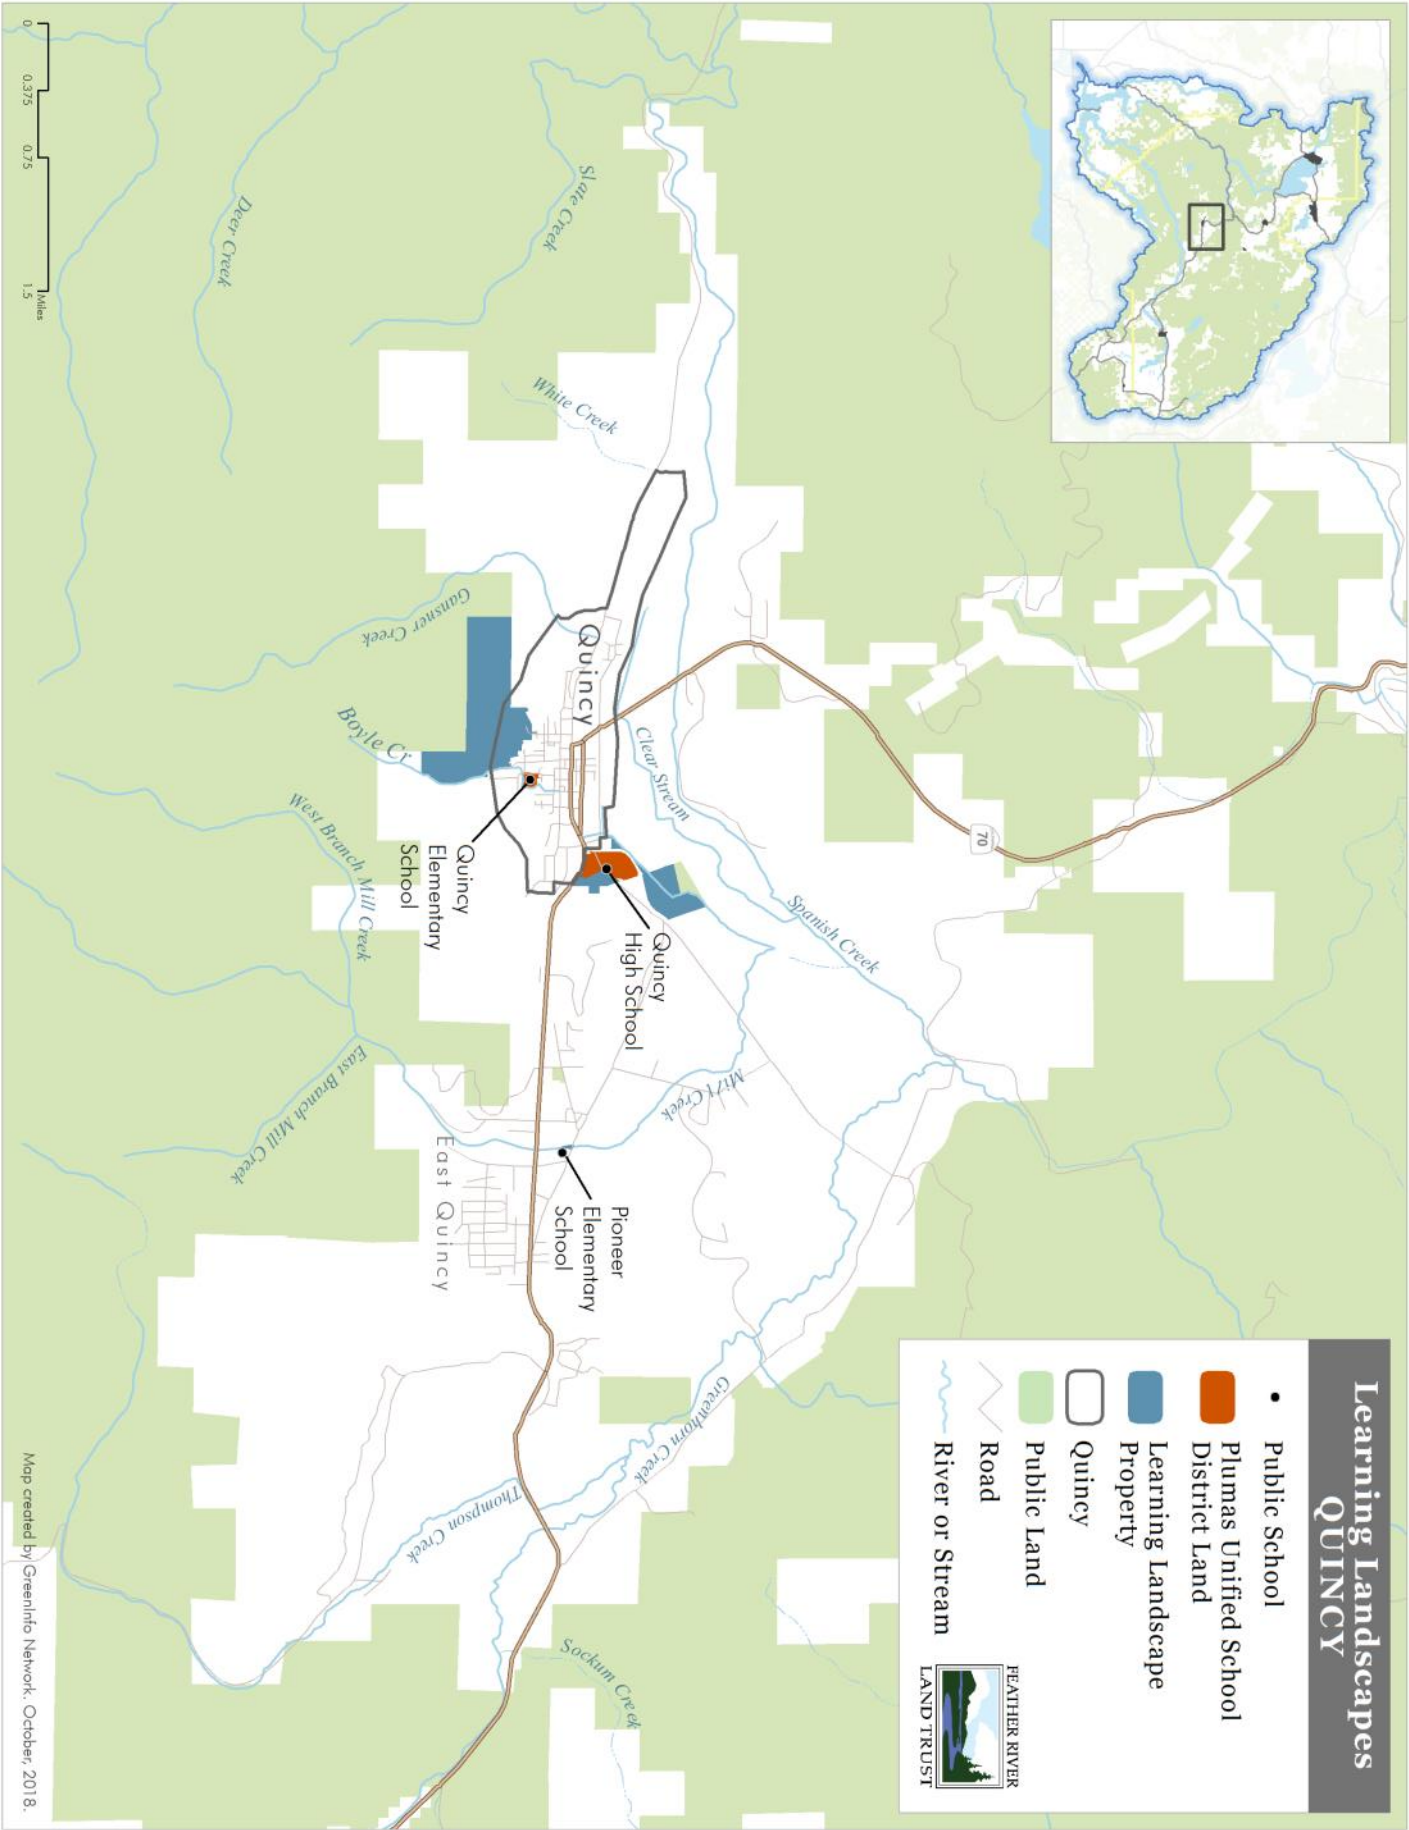 Learning Landscapes
QUINCY
Public School
Plumas Unified School
District Land
Learning Landscape
Property
Quincy
Public Land
Road
River or Stream
FEATHER RIVER
LAND TRUST
70
Slate Creek
Deer Creek
White Creek
Gansner Creek
Boyle Cr
Quincy
Clear Stream
Spanish Creek
West Branch Mill Creek
East Branch Mill Creek
Mill Creek
Quincy
Elementary
School
Quincy
High School
Pioneer
Elementary
School
East Quincy
Greenhorn Creek
Thompson Creek
Sockum Creek
0 0.375 0.75 1.5
Miles
Map created by GreenInfo Network. October, 2018.